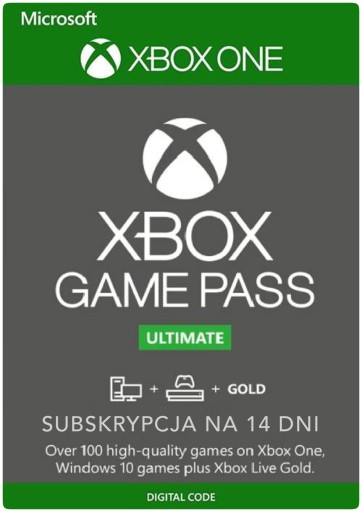 Microsoft
XBOX ONE
XBOX
GAME PASS
ULTIMATE
+ + GOLD
SUBSKRYPCJA NA 14 DNI
Over 100 high-quality games on Xbox One,
Windows 10 games plus Xbox Live Gold.
DIGITAL CODE